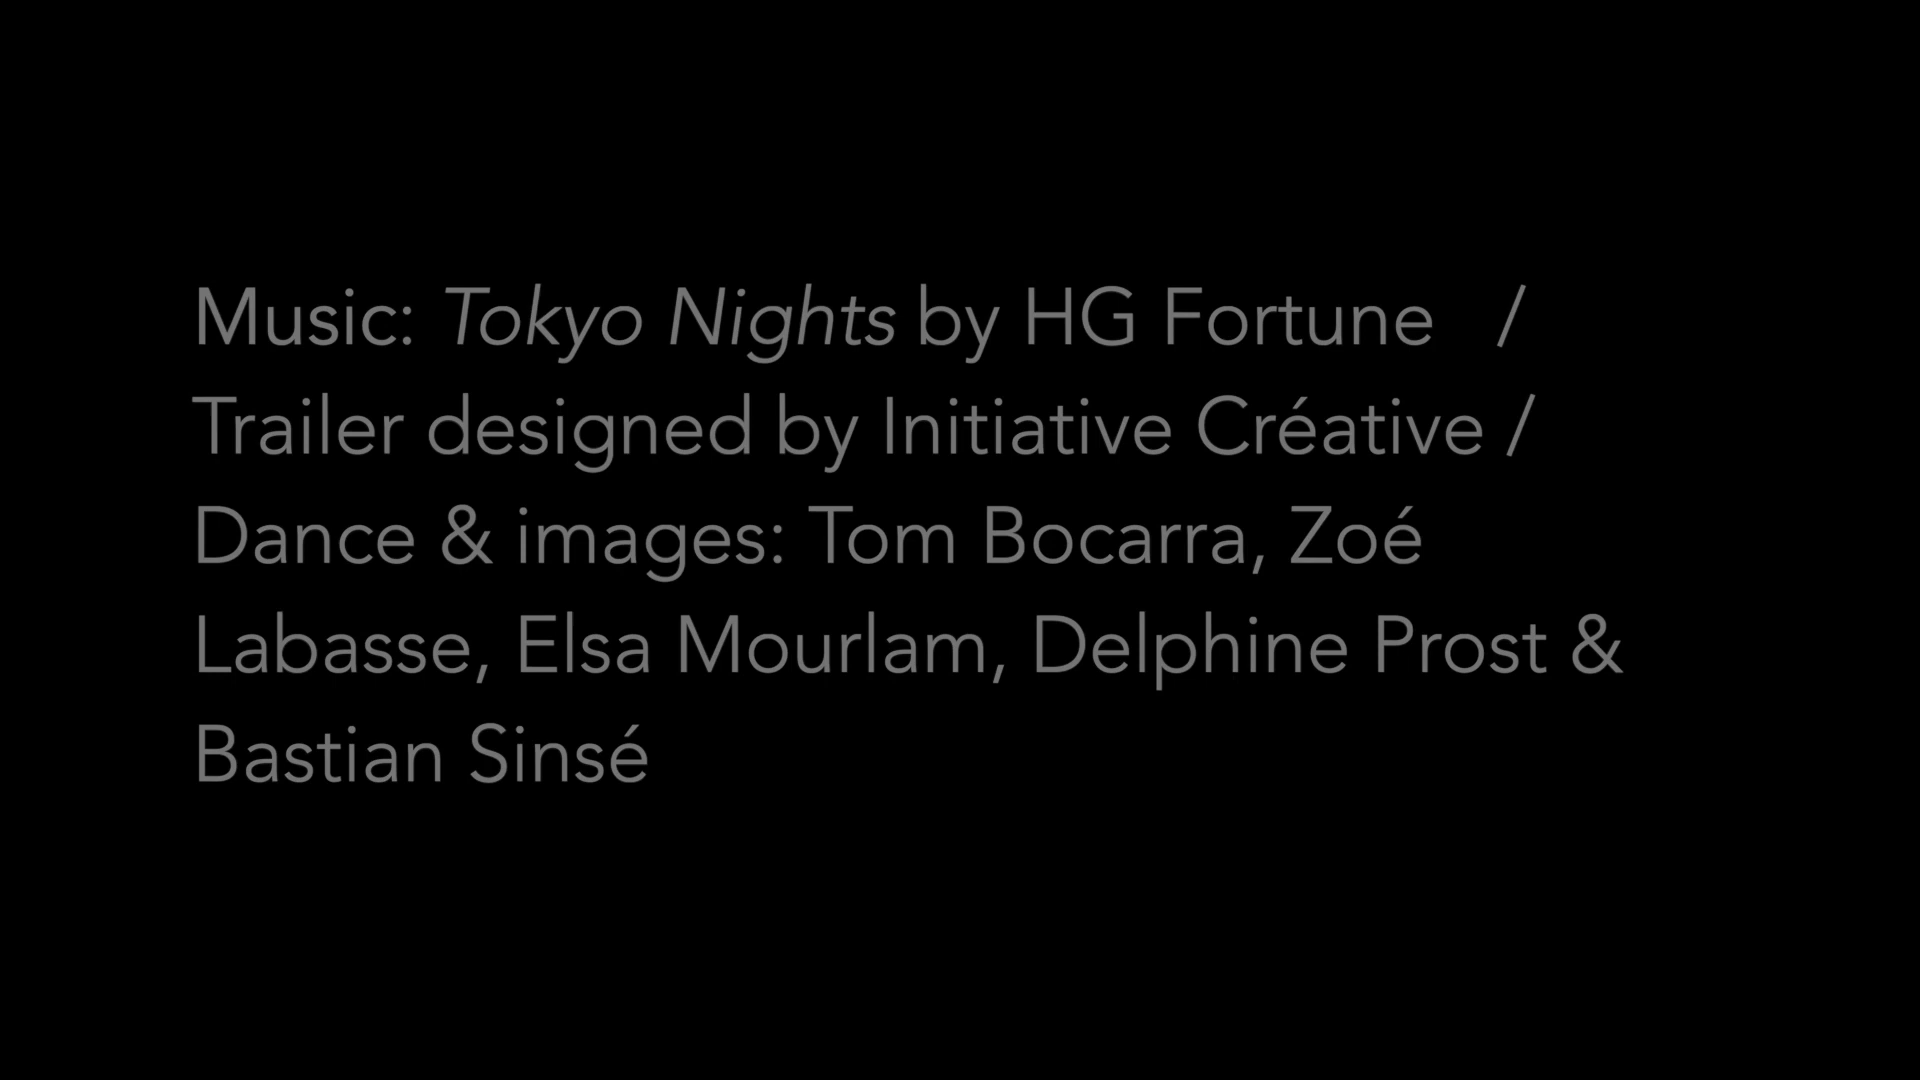 Music: Tokyo Nights by HG Fortune /
Trailer designed by Initiative Créative /
Dance & images: Tom Bocarra, Zoé
Labasse, Elsa Mourlam, Delphine Prost &
Bastian Sinsé